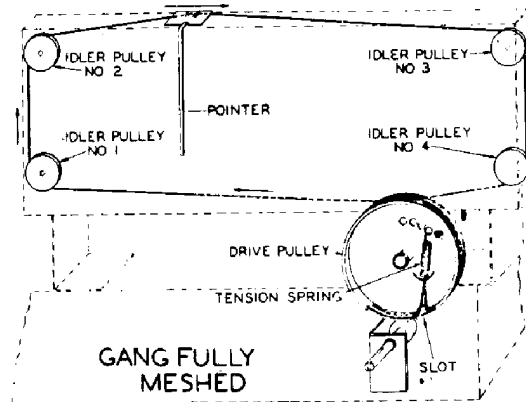 IDLER PULLEY
NO 2
IDLER PULLEY
NO 3
POINTER
IDLER PULLEY
NO 1
IDLER PULLEY
NO 4
DRIVE PULLEY
TENSION SPRING
SLOT
GANG FULLY
MESHED